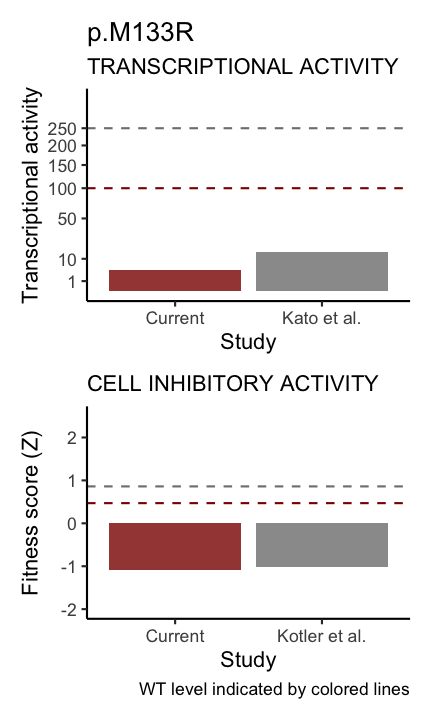 p.M133R
TRANSCRIPTIONAL ACTIVITY
Transcriptional activity
250
200
150
100
50
10
1
Current
Kato et al.
Study
CELL INHIBITORY ACTIVITY
Fitness score (Z)
2
1
0
-1
-2
Current
Kotler et al.
Study
WT level indicated by colored lines